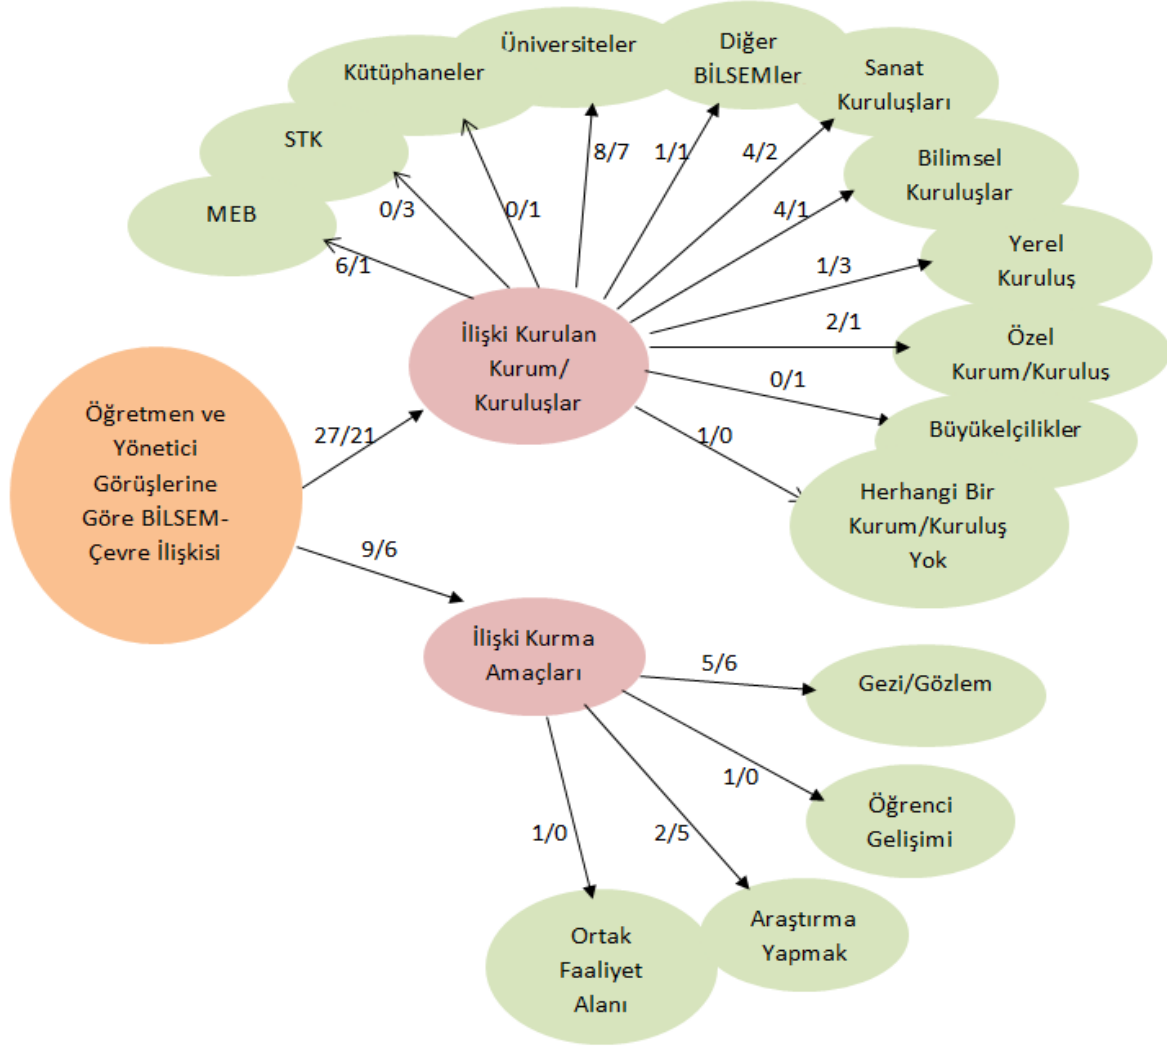 Üniversiteler
Diğer
BİLSEMler
Kütüphaneler
Sanat
Kuruluşları
STK
Bilimsel
Kuruluşlar
MEB
Yerel
Kuruluş
Özel
Kurum/Kuruluş
Büyükelçilikler
Herhangi Bir
Kurum/Kuruluş
Yok
6/1
0/3
0/1
8/7
1/1
4/2
4/1
1/3
2/1
0/1
1/0
İlişki Kurulan
Kurum/
Kuruluşlar
Öğretmen ve
Yönetici
Görüşlerine
Göre BİLSEM-
Çevre İlişkisi
27/21
9/6
İlişki Kurma
Amaçları
5/6
Gezi/Gözlem
1/0
Öğrenci
Gelişimi
2/5
Araştırma
Yapmak
1/0
Ortak
Faaliyet
Alanı